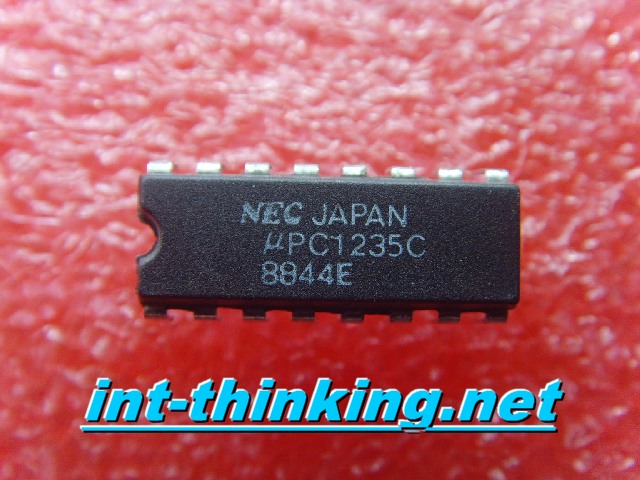 NEC JAPAN
μPC1235C
8844E
int-thinking.net